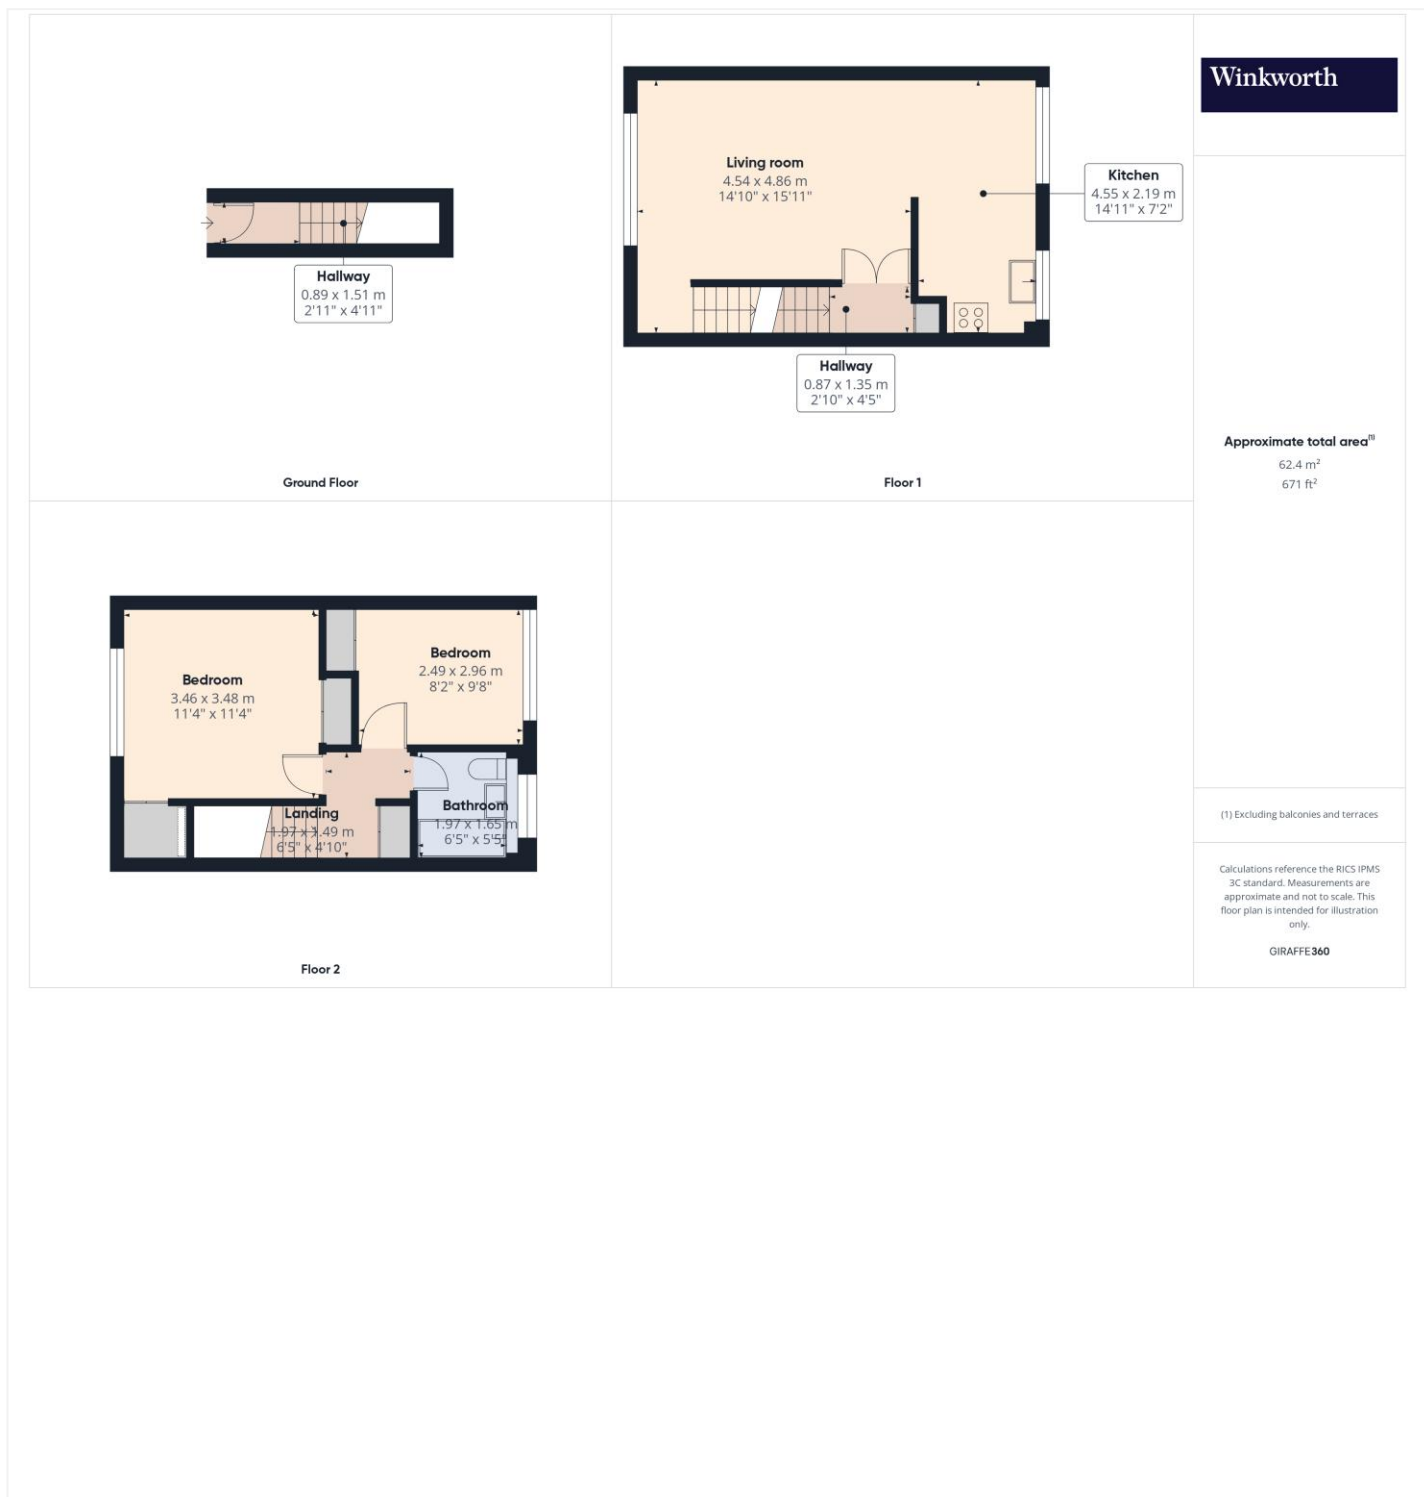 Winkworth
Living room
4.54 x 4.86 m
14'10" x 15'11"
Kitchen
4.55 x 2.19 m
14'11" x 7'2"
Hallway
0.89 x 1.51 m
2'11" x 4'11"
Hallway
0.87 x 1.35 m
2'10" x 4'5"
Ground Floor
Floor 1
Approximate total area(1)
62.4 m²
671 ft²
Bedroom
3.46 x 3.48 m
11'4" x 11'4"
Bedroom
2.49 x 2.96 m
8'2" x 9'8"
Landing
1.97 x 1.49 m
6'5" x 4'10"
Bathroom
1.97 x 1.65 m
6'5" x 5'5"
Floor 2
(1) Excluding balconies and terraces
Calculations reference the RICS IPMS
3C standard. Measurements are
approximate and not to scale. This
floor plan is intended for illustration
only.
GIRAFFE360